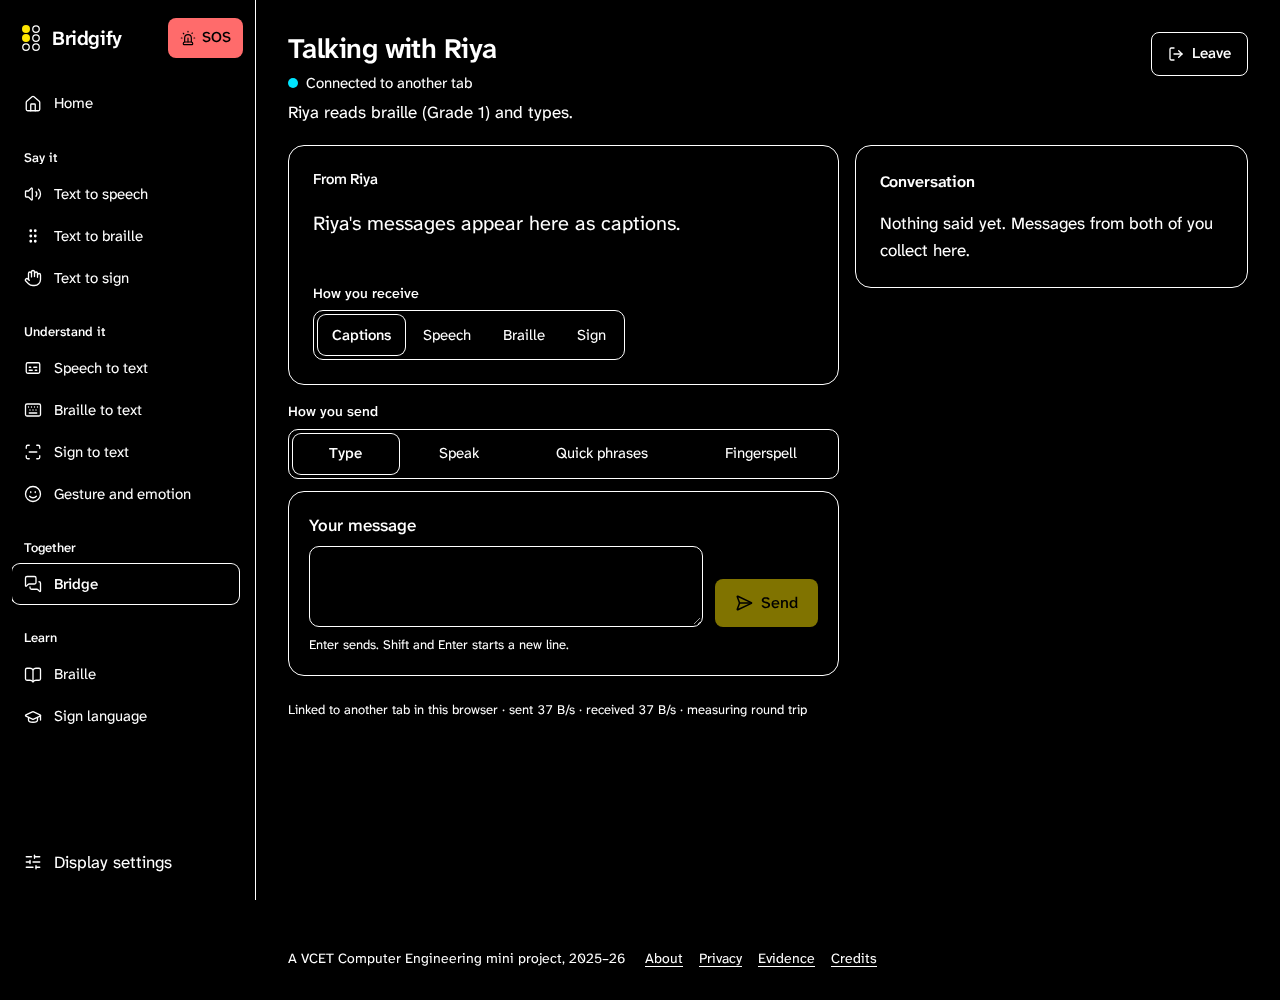 Bridgify
SOS
Home
Say it
Text to speech
Text to braille
Text to sign
Understand it
Speech to text
Braille to text
Sign to text
Gesture and emotion
Together
Bridge
Learn
Braille
Sign language
Display settings
Talking with Riya
Leave
Connected to another tab
Riya reads braille (Grade 1) and types.
From Riya
Riya's messages appear here as captions.
How you receive
Captions Speech Braille Sign
How you send
Type Speak Quick phrases Fingerspell
Your message
Send
Enter sends. Shift and Enter starts a new line.
Linked to another tab in this browser · sent 37 B/s · received 37 B/s · measuring round trip
Conversation
Nothing said yet. Messages from both of you
collect here.
A VCET Computer Engineering mini project, 2025–26 About Privacy Evidence Credits